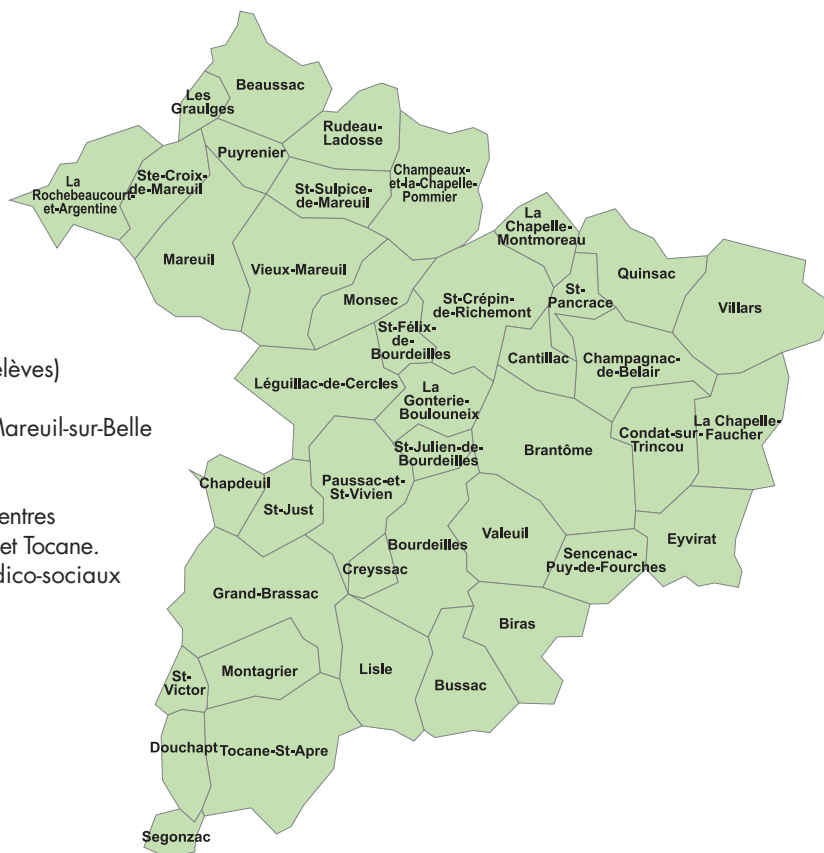 Beaussac
Les
Graulges
Rudeau-
Ladosse
Puyrenier
Champeaux-
et-la-Chapelle-
Pommier
Ste-Croix-
de-Mareuil
La
Rochebeaucourt-
et-Argentine
St-Sulpice-
de-Mareuil
La
Chapelle-
Montmoreau
Mareuil
Vieux-Mareuil
Quinsac
Monsec
St-Crépin-
de-Richemont
St-
Pancrace
Villars
St-Félix-
de-
Bourdeilles
Cantillac
Champagnac-
de-Belair
élèves)
Léguillac-de-Cercles
La
Gonterie-
Boulouneix
Mareuil-sur-Belle
Condat-sur-
Trincou
La Chapelle-
Faucher
St-Julien-de-
Bourdeilles
Brantôme
Chapdeuil
Paussac-et-
St-Vivien
St-Just
entres
et Tocane.
dico-sociaux
Bourdeilles
Valeuil
Eyvirat
Sencenac-
Puy-de-Fourches
Creyssac
Grand-Brassac
Biras
St-
Victor
Montagrier
Lisle
Bussac
Douchapt
Tocane-St-Apre
Segonzac